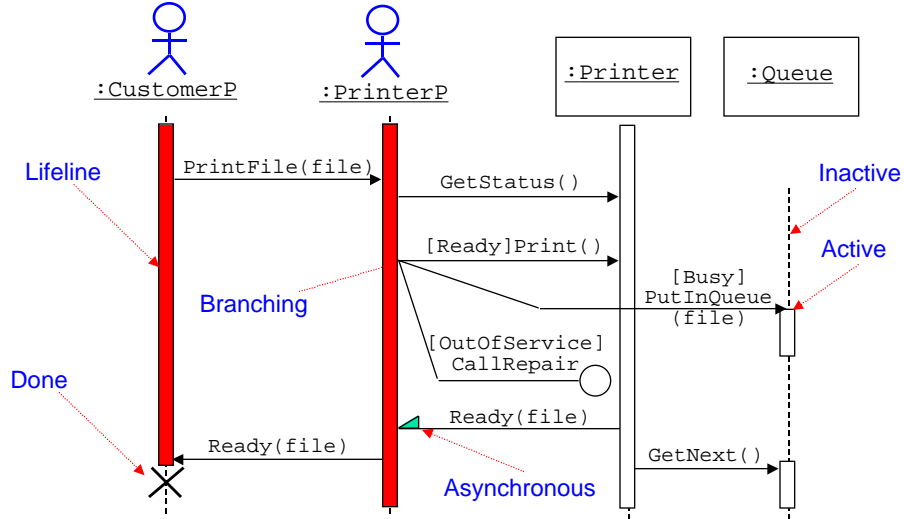 :CustomerP
:PrinterP
:Printer
:Queue
PrintFile(file)
Lifeline
GetStatus()
Inactive
[Ready]Print()
Active
[Busy]
PutInQueue
(file)
Branching
[OutOfService]
CallRepair
Done
Ready(file)
Ready(file)
GetNext()
Asynchronous